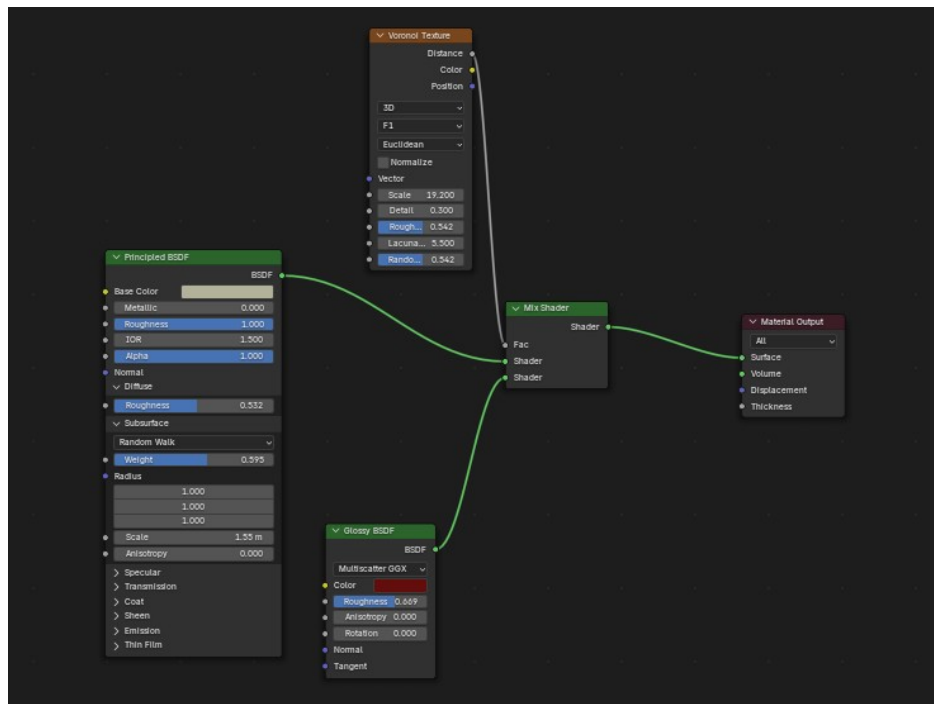 Voronoi Texture
Distance
Color
Position
3D
F1
Euclidean
Normalize
Vector
Scale 19.200
Detail 0.300
Rough... 0.542
Lacuna... 5.500
Rando... 0.542
Principled BSDF
BSDF
Base Color
Metallic 0.000
Roughness 1.000
IOR 1.500
Alpha 1.000
Normal
Diffuse
Roughness 0.532
Subsurface
Random Walk
Weight 0.595
Radius
1.000
1.000
1.000
Scale 1.55 m
Anisotropy 0.000
Specular
Transmission
Coat
Sheen
Emission
Thin Film
Mix Shader
Shader
Fac
Shader
Shader
Material Output
All
Surface
Volume
Displacement
Thickness
Glossy BSDF
BSDF
Multiscatter GGX
Color
Roughness 0.669
Anisotropy 0.000
Rotation 0.000
Normal
Tangent